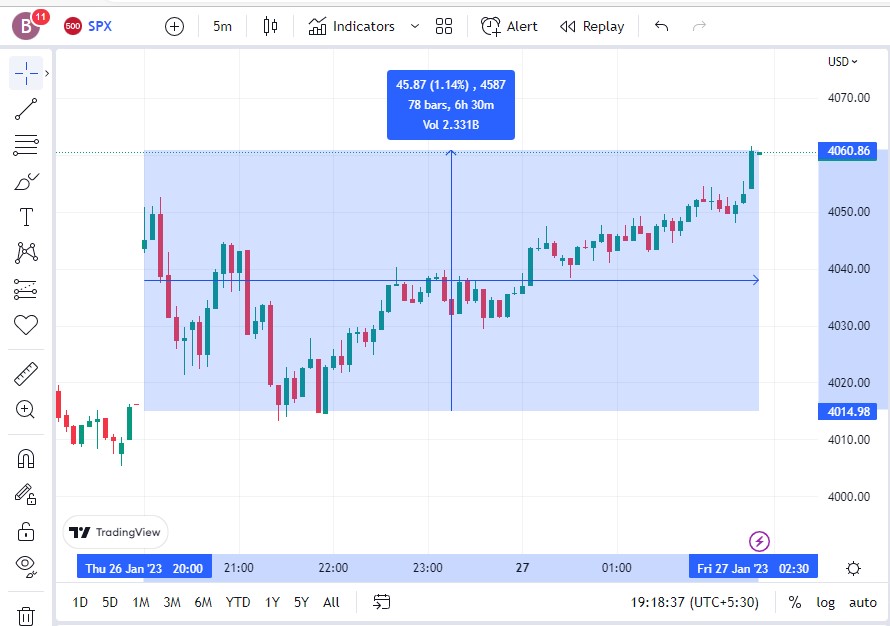 B
11
500 SPX
5m
Indicators
Alert
Replay
USD
45.87 (1.14%) , 4587
78 bars, 6h 30m
Vol 2.331B
4070.00
4060.86
4050.00
4040.00
4030.00
4020.00
4014.98
4010.00
4000.00
T
TradingView
Thu 26 Jan '23 20:00 21:00 22:00 23:00 27 01:00 Fri 27 Jan '23 02:30
1D 5D 1M 3M 6M YTD 1Y 5Y All 19:18:37 (UTC+5:30) % log auto